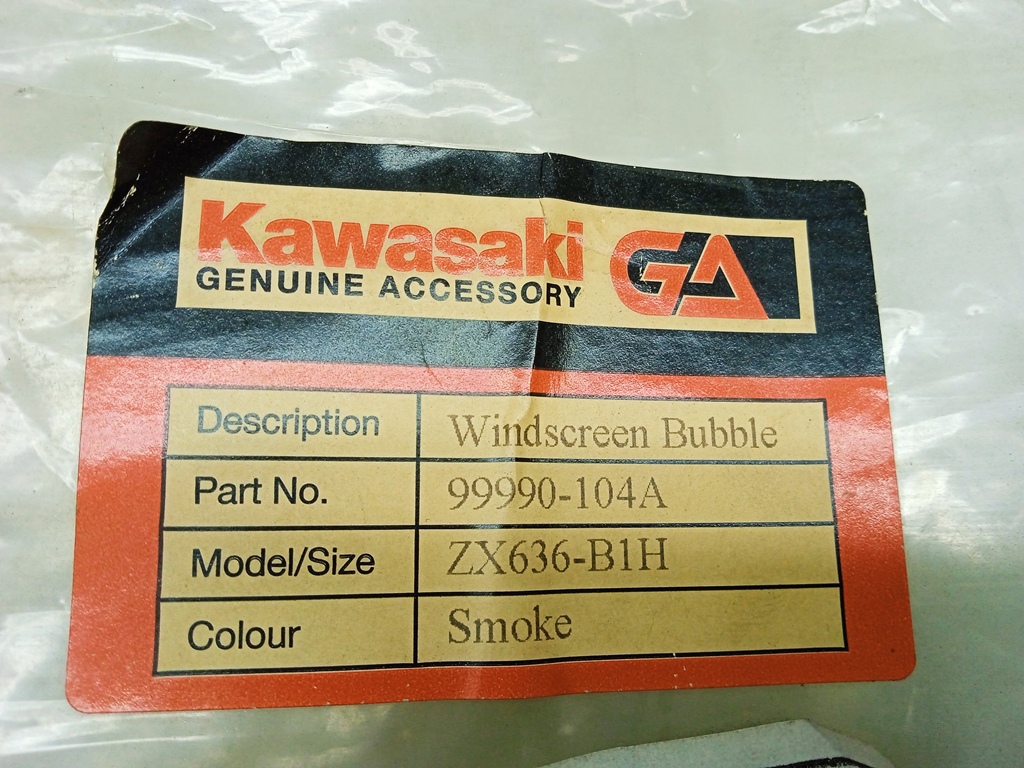 Kawasaki GA
GENUINE ACCESSORY
Description Windscreen Bubble
Part No. 99990-104A
Model/Size ZX636-B1H
Colour Smoke